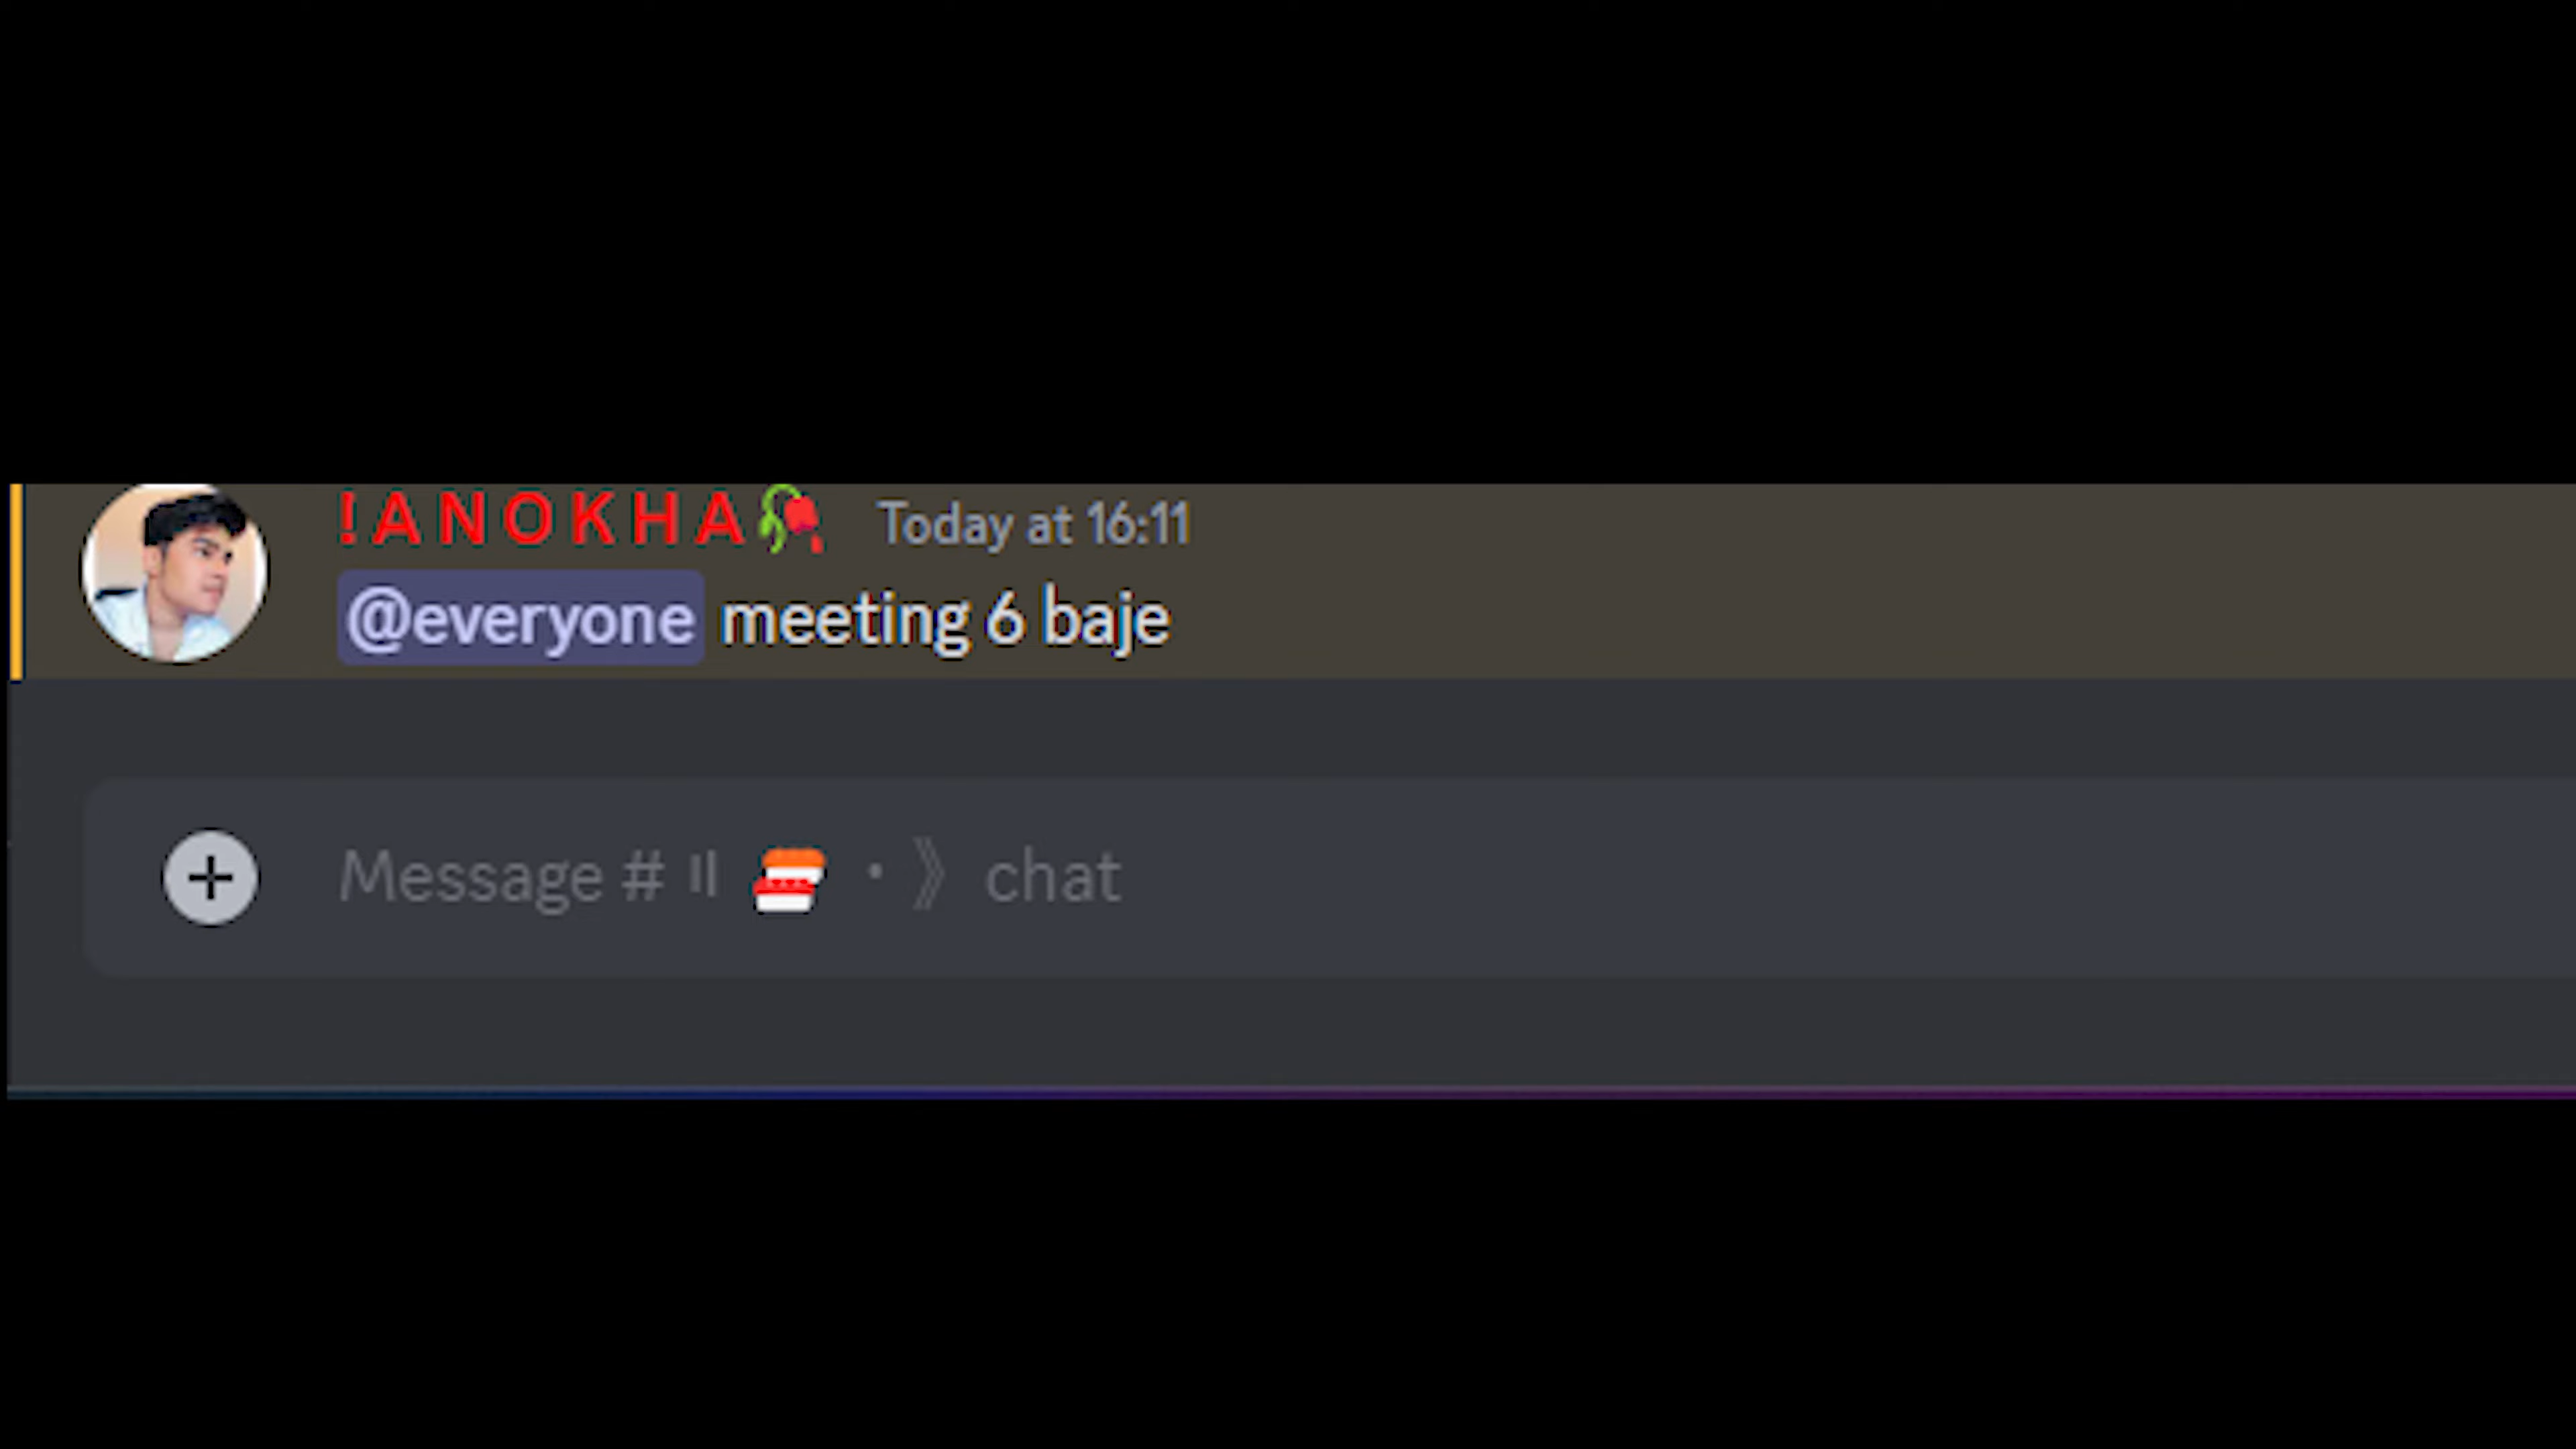 !ANOKHA🥀 Today at 16:11
@everyone meeting 6 baje
Message # 🍣 ・》 chat